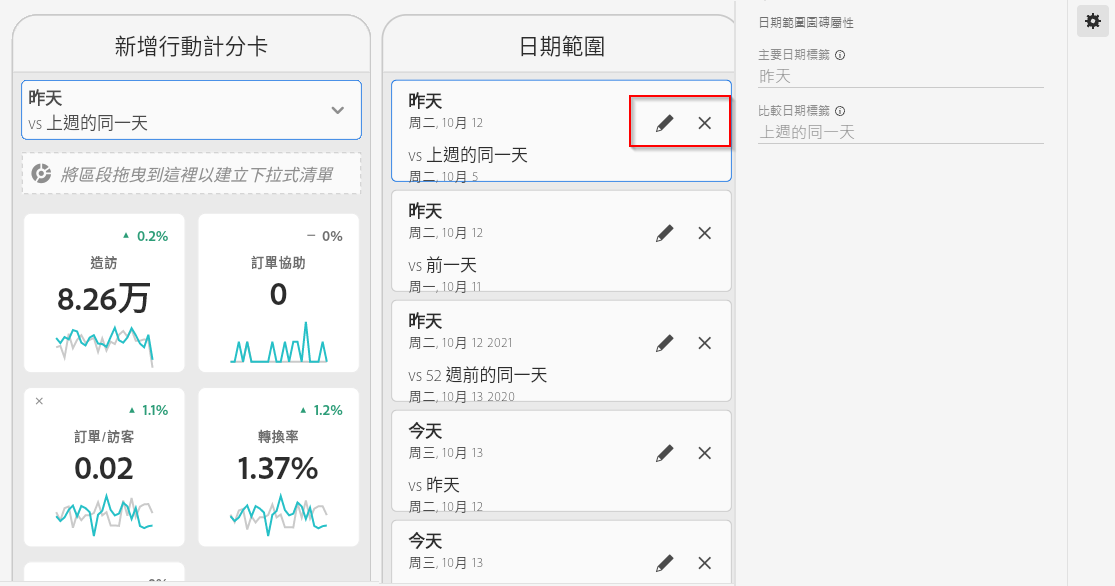 新增行動計分卡
昨天
vs 上週的同一天
將區段拖曳到這裡以建立下拉式清單
0.2%
造訪
8.26万
0%
訂單協助
0
1.1%
訂單/訪客
0.02
1.2%
轉換率
1.37%
日期範圍
昨天
周二, 10月 12
vs 上週的同一天
周二, 10月 5
昨天
周二, 10月 12
vs 前一天
周一, 10月 11
昨天
周二, 10月 12 2021
vs 52 週前的同一天
周二, 10月 13 2020
今天
周三, 10月 13
vs 昨天
周二, 10月 12
今天
周三, 10月 13
日期範圍圖磚屬性
主要日期標籤
昨天
比較日期標籤
上週的同一天